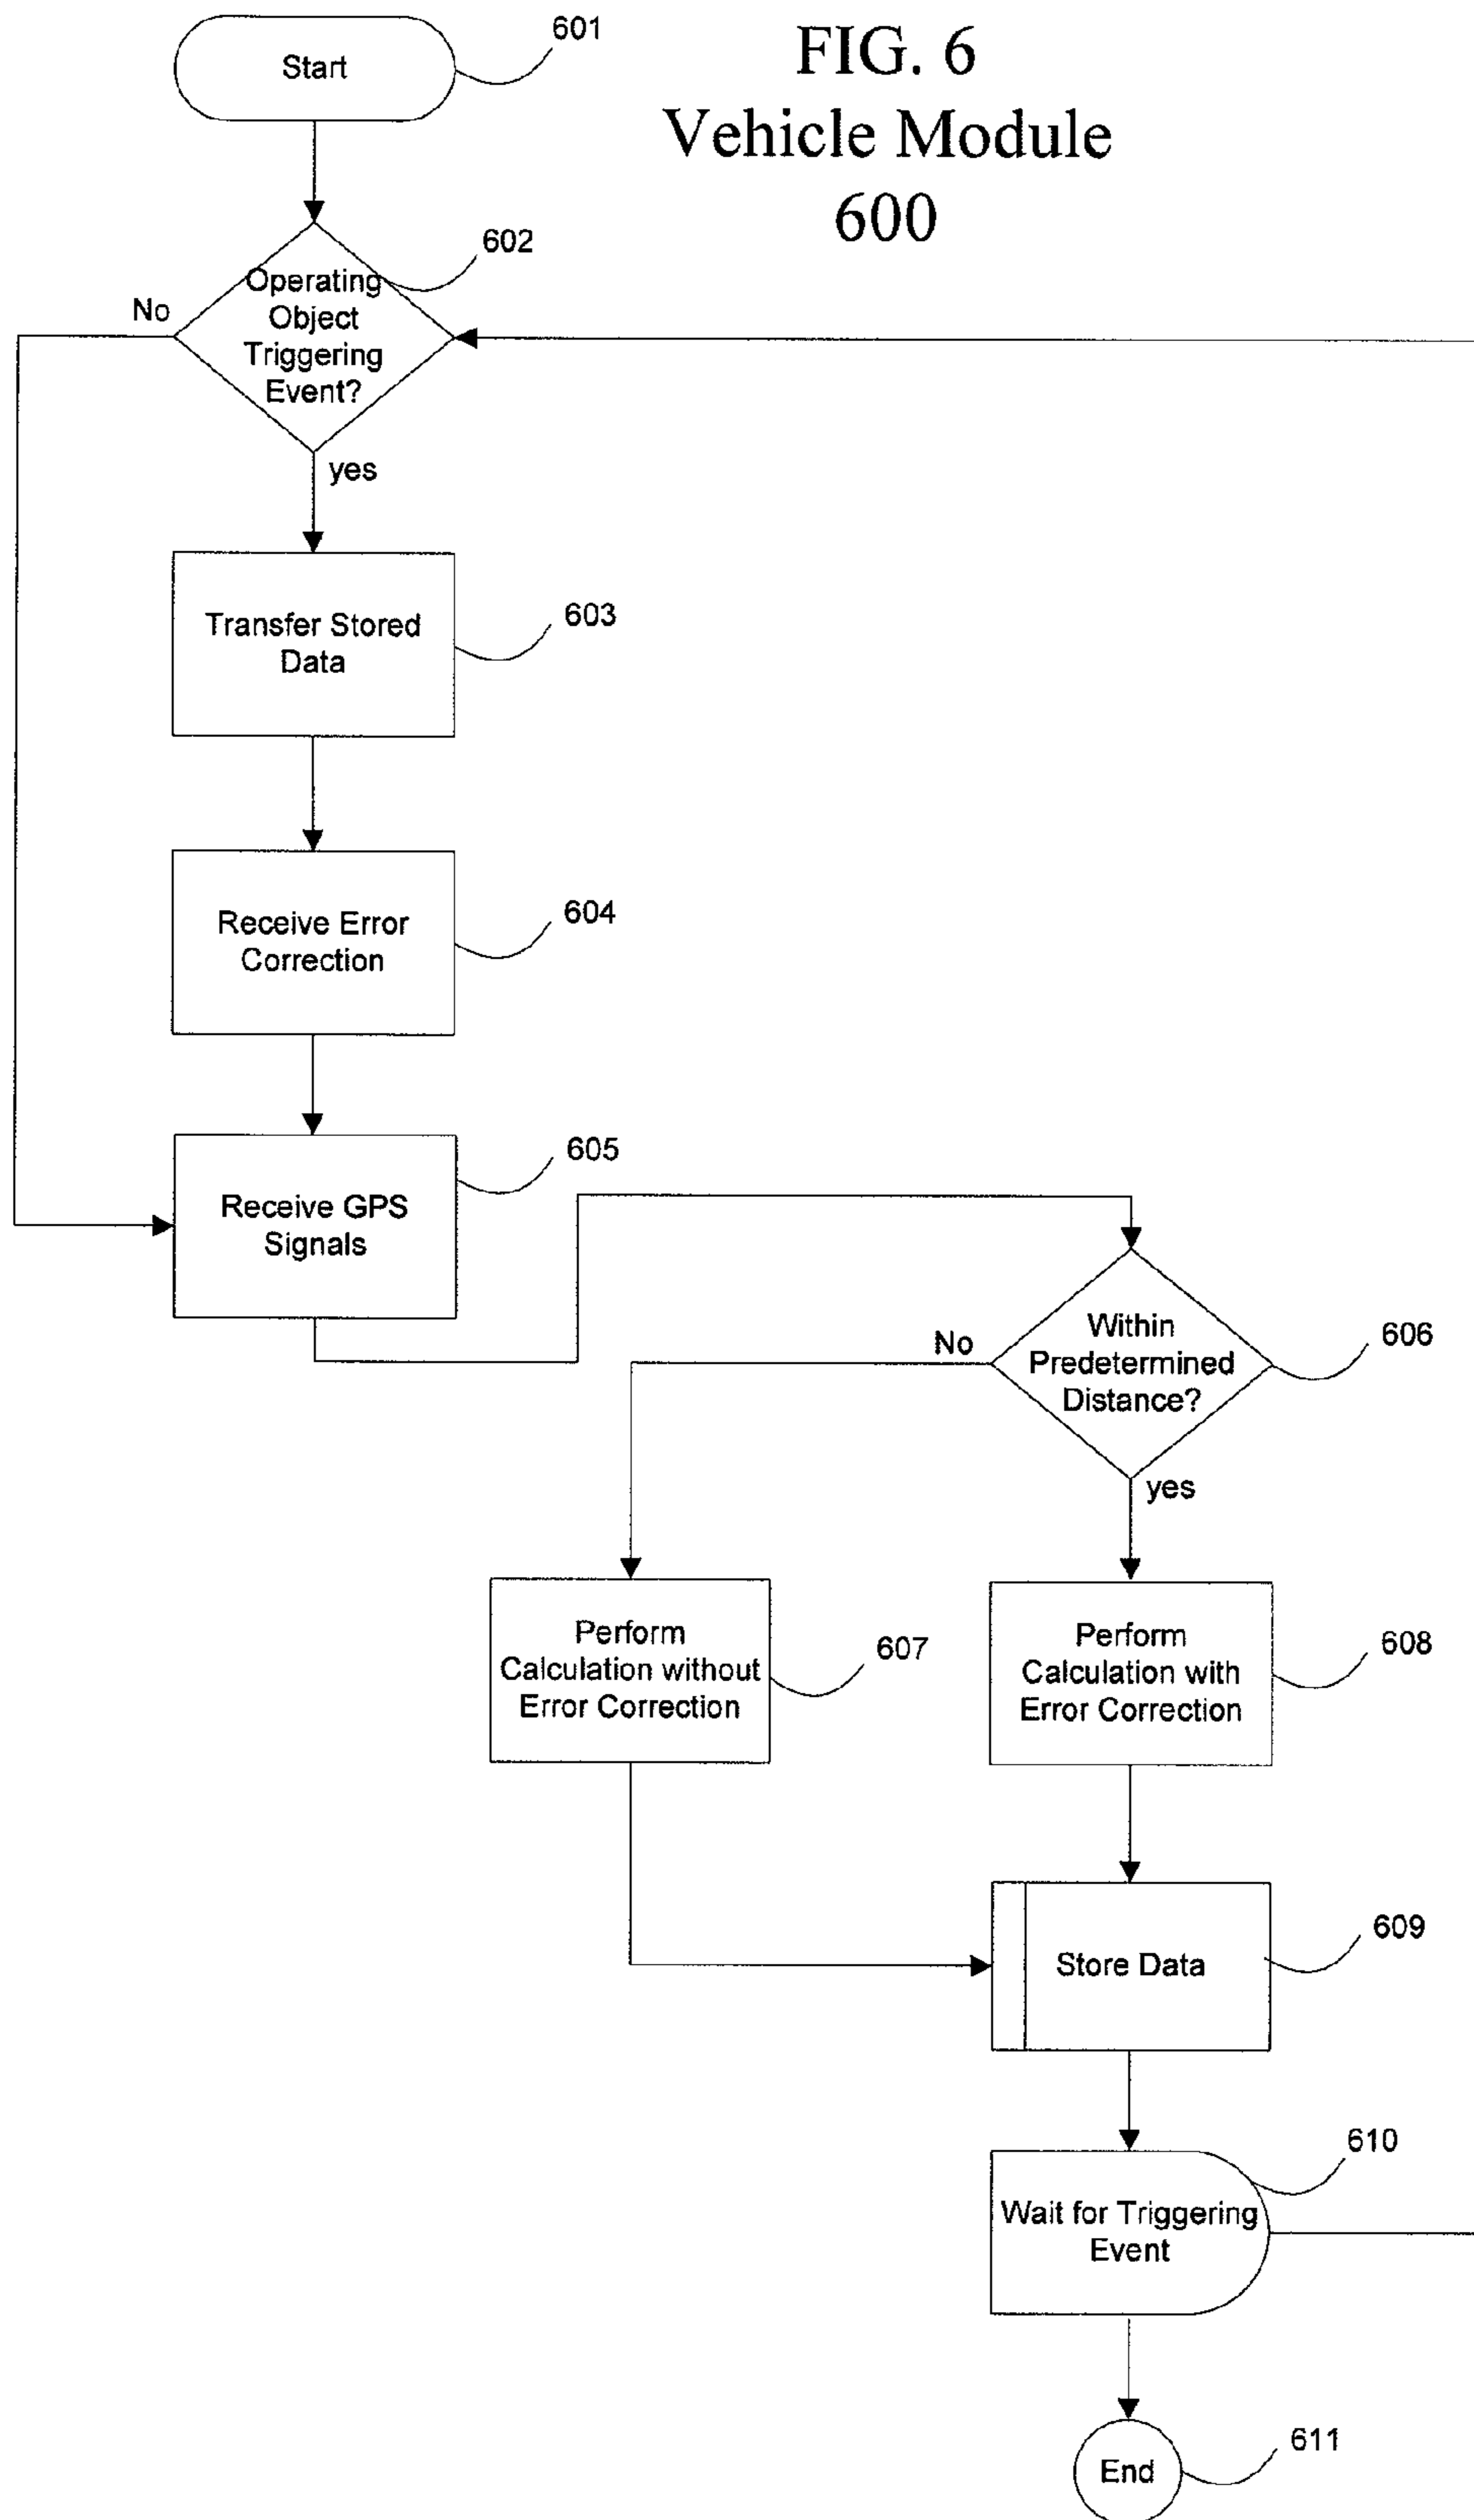 FIG. 6
Vehicle Module
600
Start
601
Operating
Object
Triggering
Event?
602
No
yes
Transfer Stored
Data
603
Receive Error
Correction
604
Receive GPS
Signals
605
Within
Predetermined
Distance?
606
No
yes
Perform
Calculation without
Error Correction
607
Perform
Calculation with
Error Correction
608
Store Data
609
Wait for Triggering
Event
610
End
611